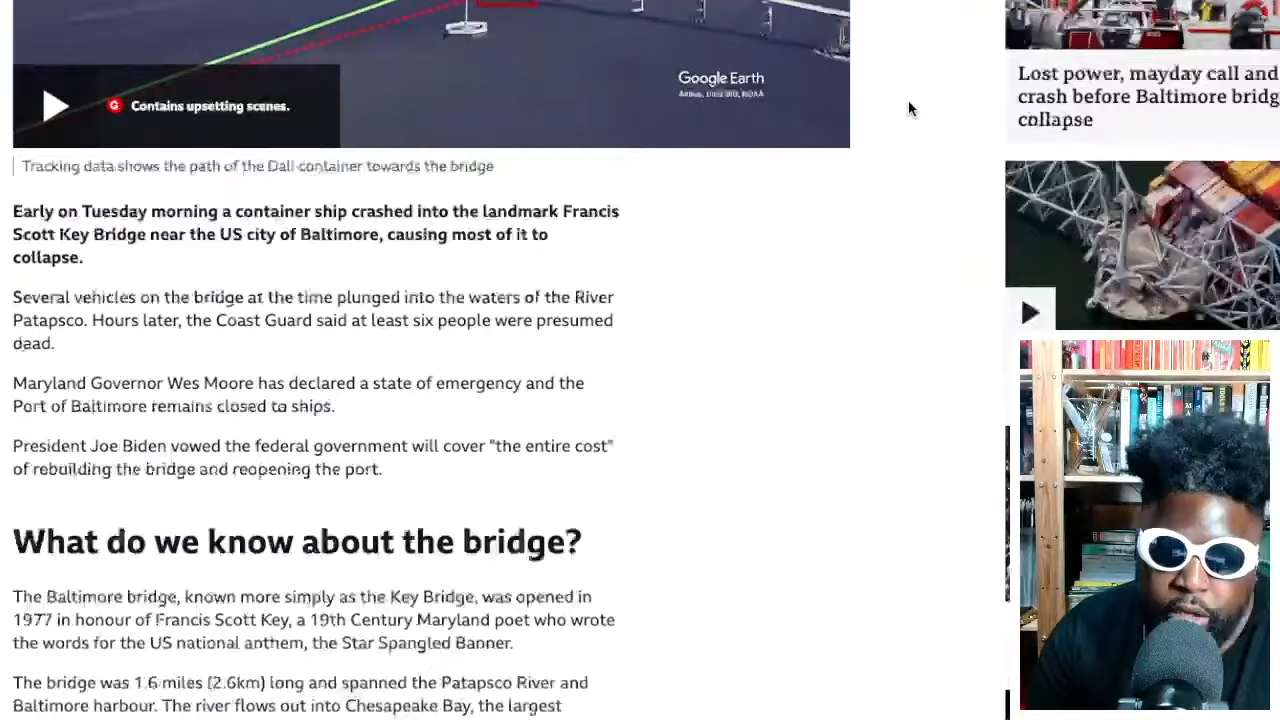 Google Earth
Contains upsetting scenes.
Tracking data shows the path of the Dali container towards the bridge
Early on Tuesday morning a container ship crashed into the landmark Francis
Scott Key Bridge near the US city of Baltimore, causing most of it to
collapse.
Several vehicles on the bridge at the time plunged into the waters of the River
Patapsco. Hours later, the Coast Guard said at least six people were presumed
dead.
Maryland Governor Wes Moore has declared a state of emergency and the
Port of Baltimore remains closed to ships.
President Joe Biden vowed the federal government will cover "the entire cost"
of rebuilding the bridge and reopening the port.
What do we know about the bridge?
The Baltimore bridge, known more simply as the Key Bridge, was opened in
1977 in honour of Francis Scott Key, a 19th Century Maryland poet who wrote
the words for the US national anthem, the Star Spangled Banner.
The bridge was 1.6 miles (2.6km) long and spanned the Patapsco River and
Baltimore harbour. The river flows out into Chesapeake Bay, the largest
Lost power, mayday call and
crash before Baltimore bridg
collapse